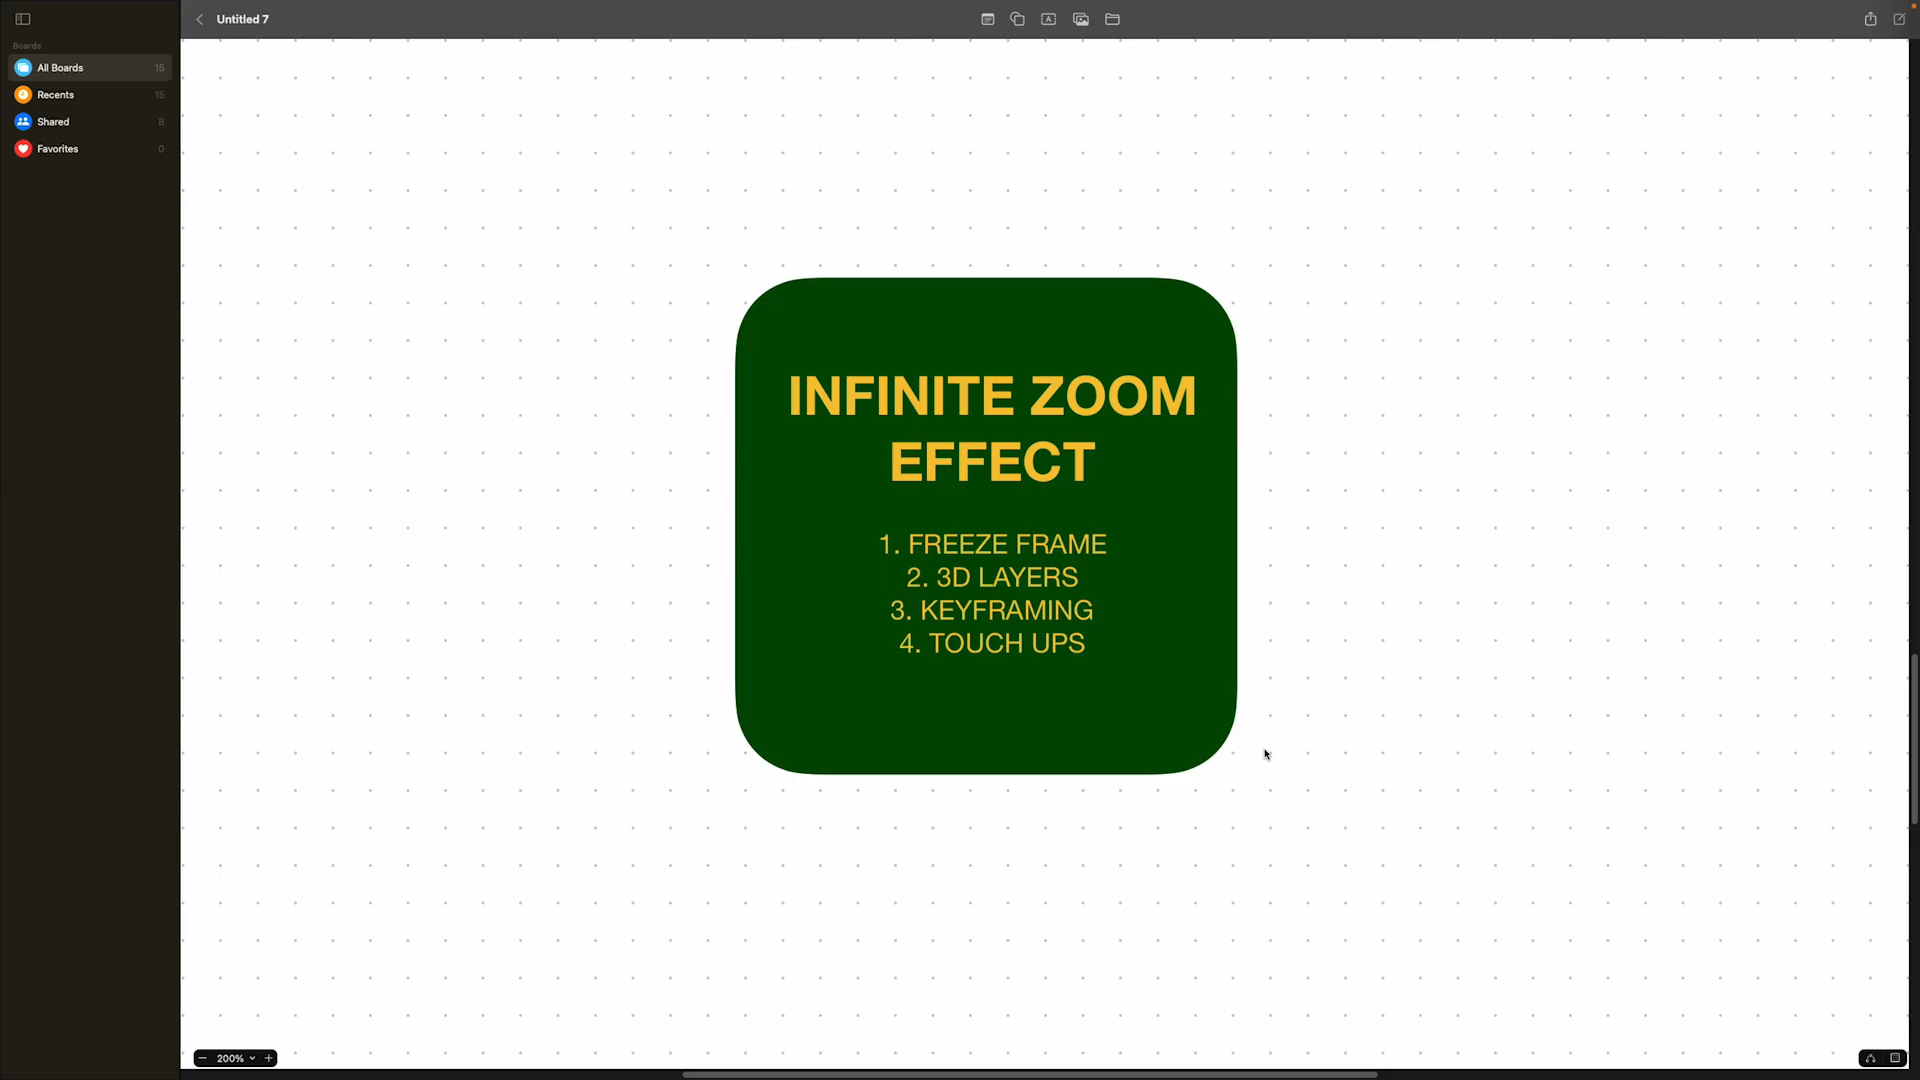 Untitled 7
Boards
All Boards 15
Recents 15
Shared 8
Favorites 0
INFINITE ZOOM
EFFECT
1. FREEZE FRAME
2. 3D LAYERS
3. KEYFRAMING
4. TOUCH UPS
200%